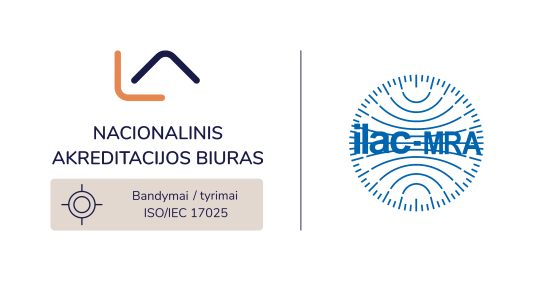 NACIONALINIS
AKREDITACIJOS BIURAS
Bandymai / tyrimai
ISO/IEC 17025
ilac-MRA